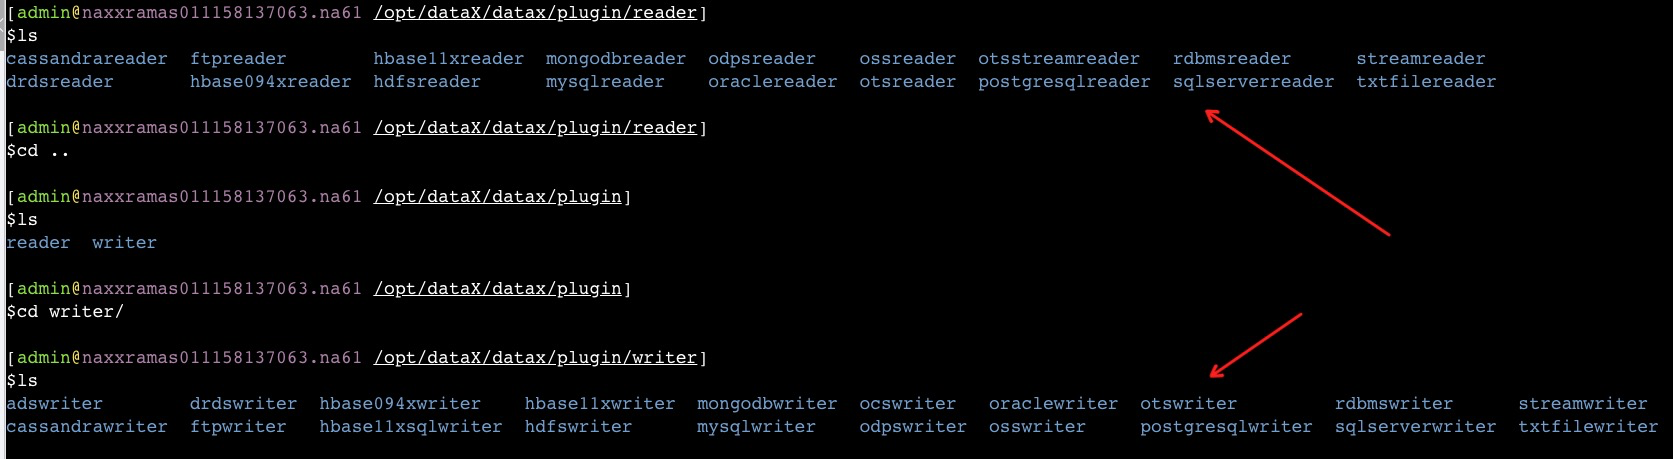 [admin@naxxramas011158137063.na61 /opt/dataX/datax/plugin/reader]
$ls
cassandrareader ftpreader hbase11xreader mongodbreader odpsreader ossreader otsstreamreader rdbmsreader streamreader
drdsreader hbase094xreader hdfsreader mysqlreader oraclereader otsreader postgresqlreader sqlserverreader txtfilereader
[admin@naxxramas011158137063.na61 /opt/dataX/datax/plugin/reader]
$cd ..
[admin@naxxramas011158137063.na61 /opt/dataX/datax/plugin]
$ls
reader writer
[admin@naxxramas011158137063.na61 /opt/dataX/datax/plugin]
$cd writer/
[admin@naxxramas011158137063.na61 /opt/dataX/datax/plugin/writer]
$ls
adswriter drdswriter hbase094xwriter hbase11xwriter mongodbwriter ocswriter oraclewriter otswriter rdbmswriter streamwriter
cassandrawriter ftpwriter hbase11xsqlwriter hdfswriter mysqlwriter odpswriter osswriter postgresqlwriter sqlserverwriter txtfilewriter